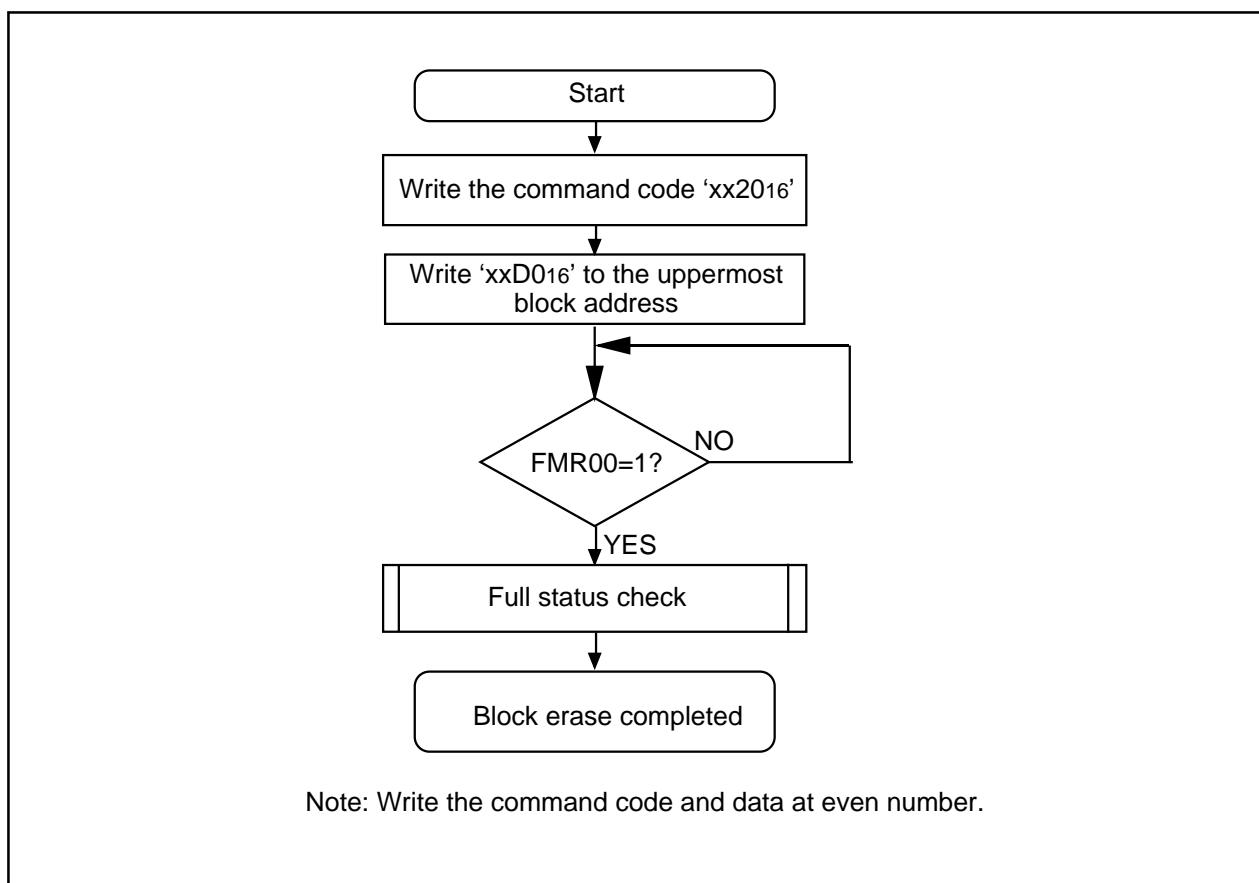 Start
Write the command code ‘xx2016’
Write ‘xxD016’ to the uppermost
block address
NO
FMR00=1?
YES
Full status check
Block erase completed
Note: Write the command code and data at even number.